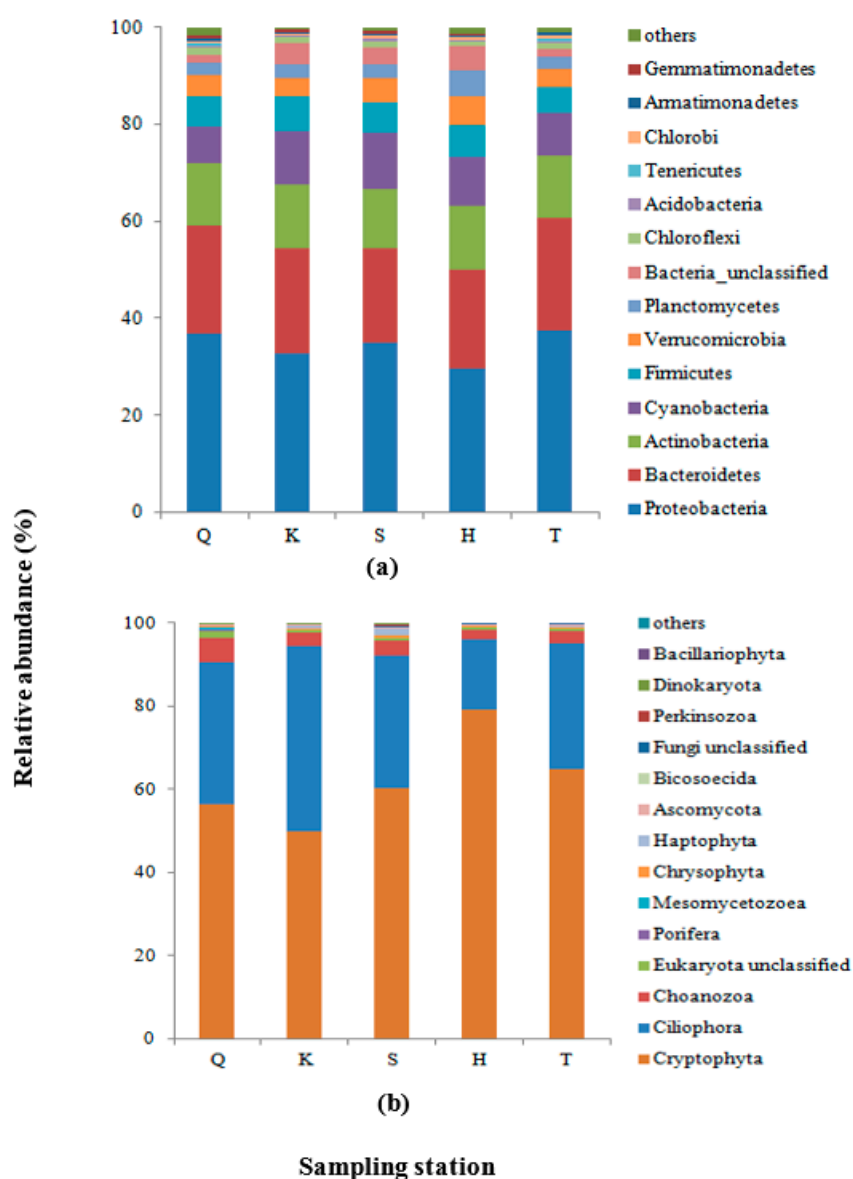 100
80
60
40
20
0
Q K S H T
(a)
others
Gemmatimonadetes
Armatimonadetes
Chlorobi
Tenericutes
Acidobacteria
Chloroflexi
Bacteria_unclassified
Planctomycetes
Verrucomicrobia
Firmicutes
Cyanobacteria
Actinobacteria
Bacteroidetes
Proteobacteria
Relative abundance (%)
100
80
60
40
20
0
Q K S H T
(b)
others
Bacillariophyta
Dinokaryota
Perkinsozoa
Fungi unclassified
Bicosoecida
Ascomycota
Haptophyta
Chrysophyta
Mesomycetozoea
Porifera
Eukaryota unclassified
Choanozoa
Ciliophora
Cryptophyta
Sampling station